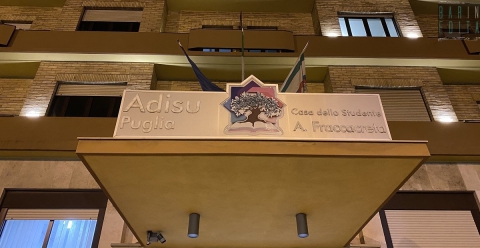 Adisu
Puglia
Casa dello Studente
A. Fraccacreta